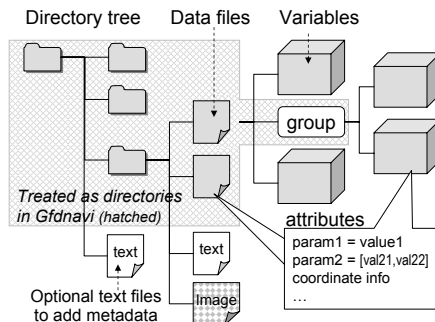 Directory tree
Data files
Variables
group
Treated as directories
in Gfdnavi (hatched)
attributes
param1 = value1
param2 = [val21,val22]
coordinate info
…
text
text
Optional text files
to add metadata
Image